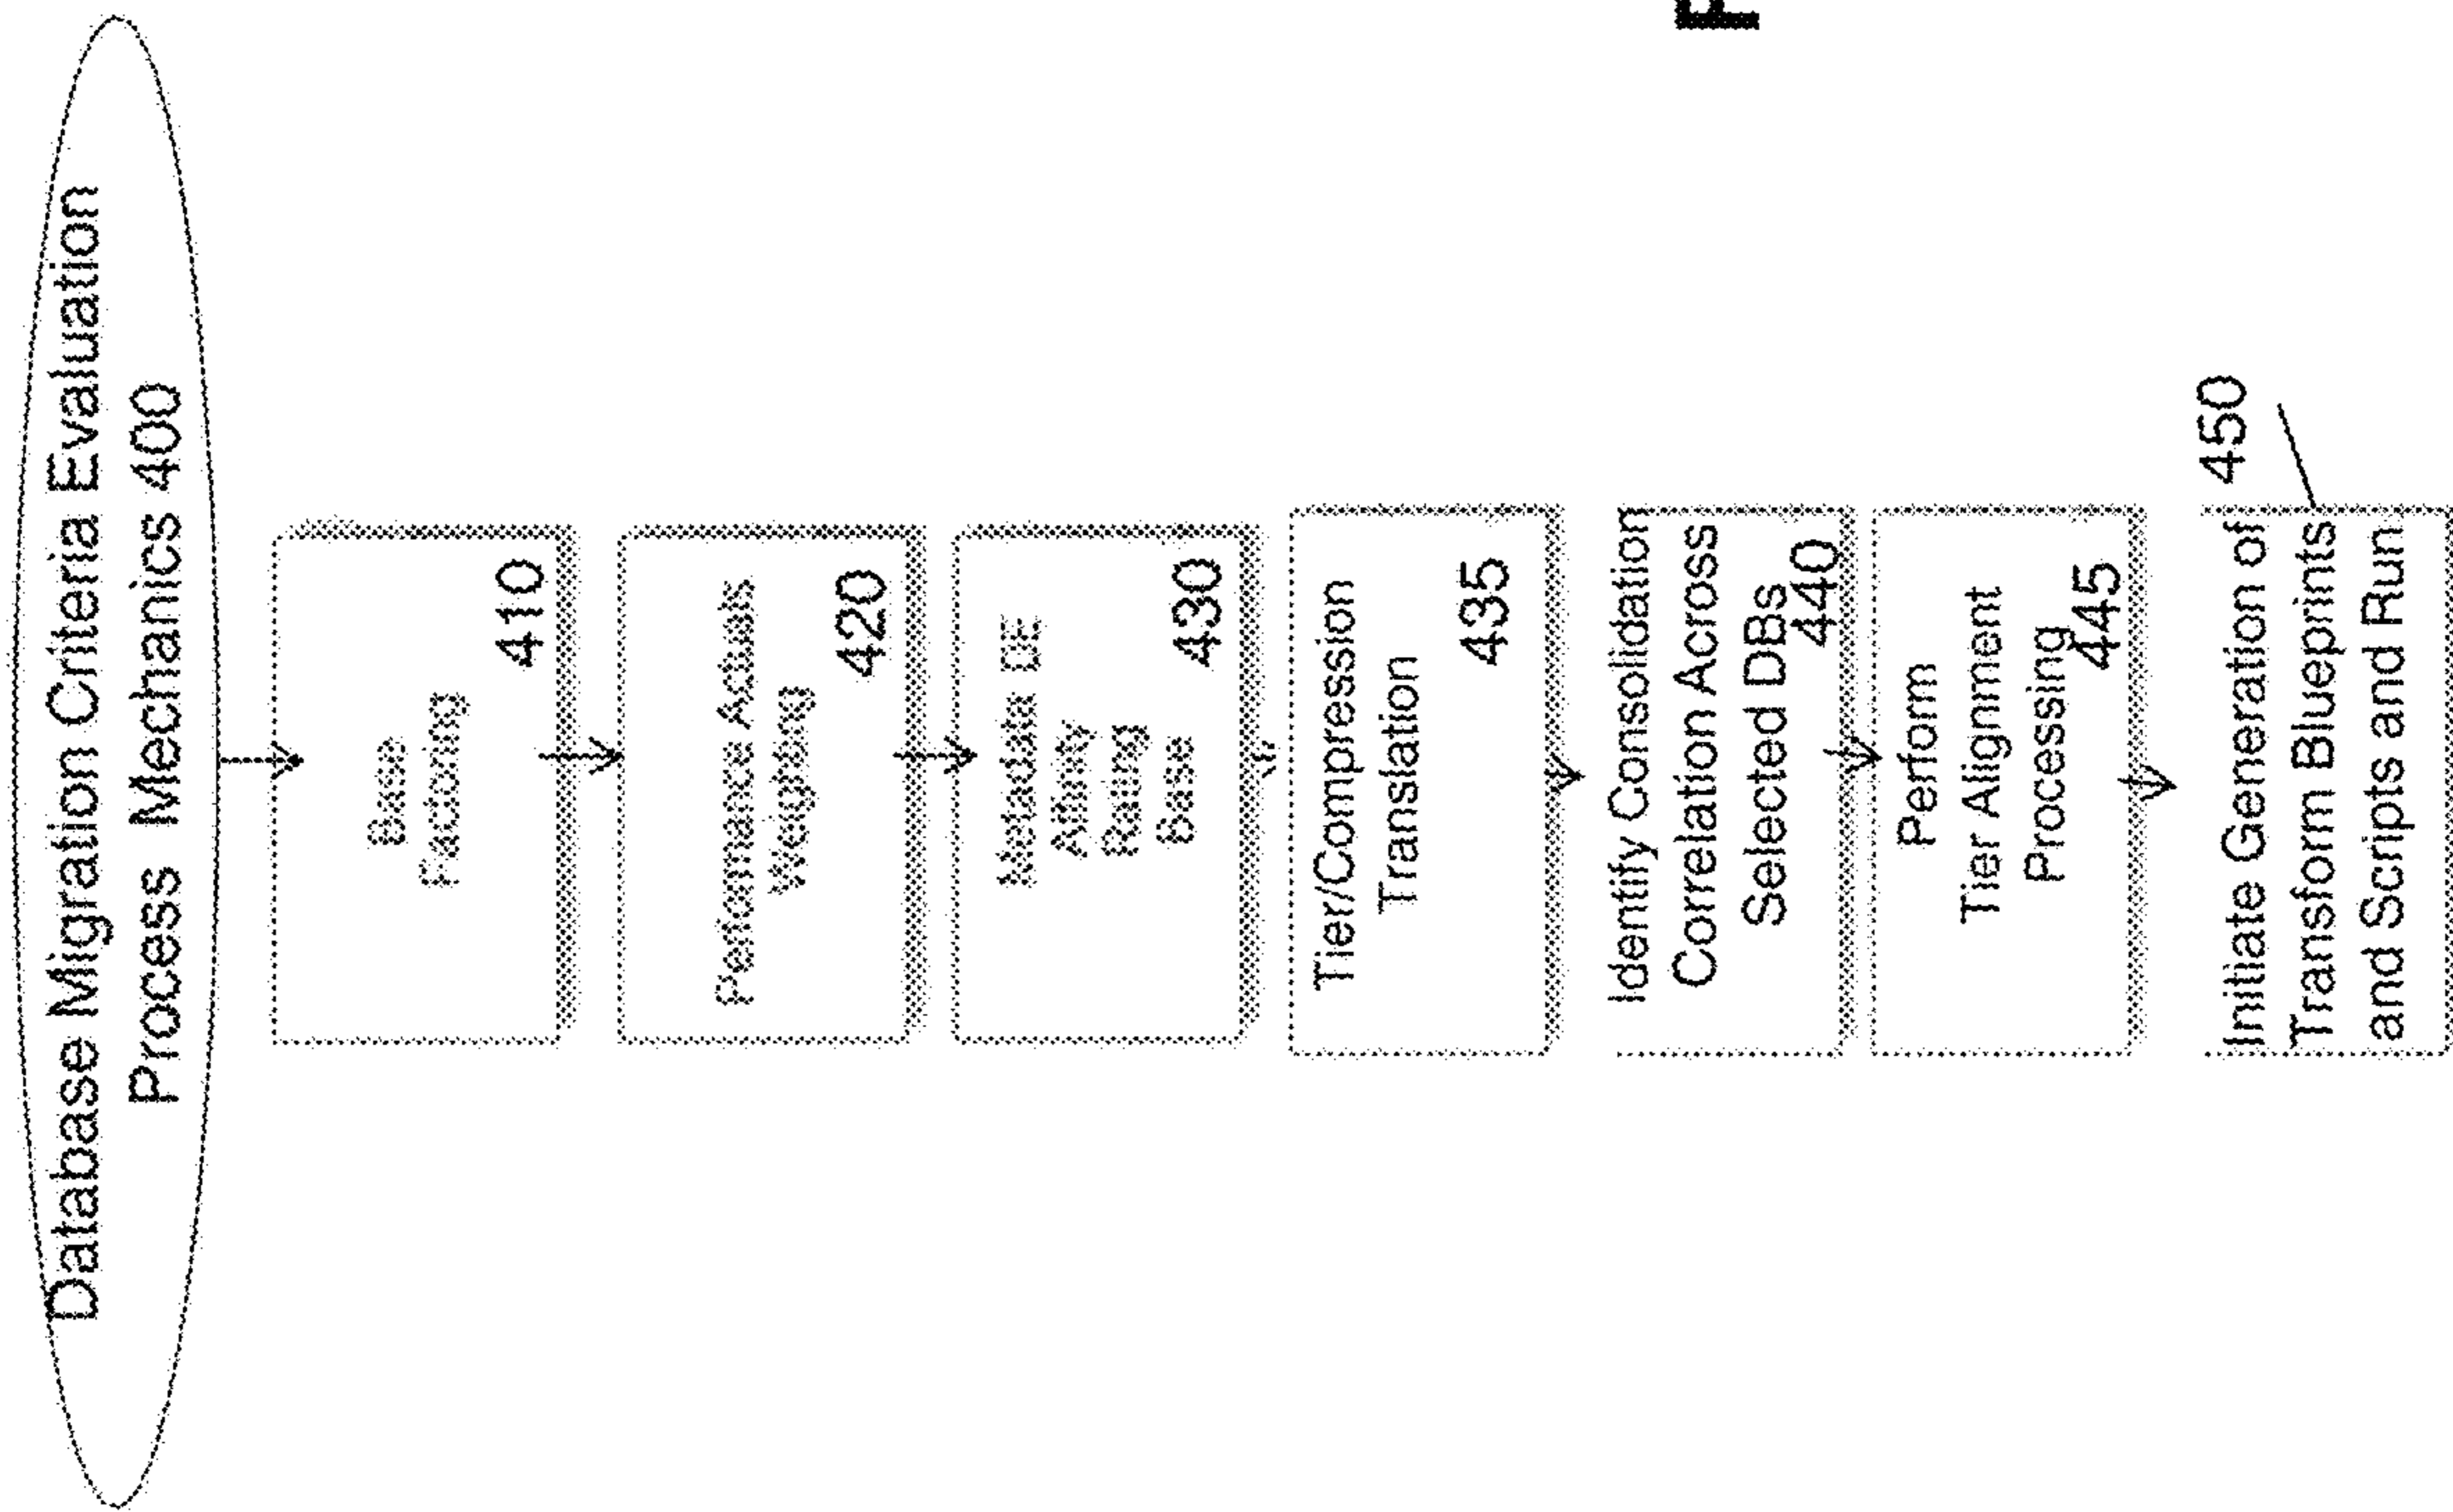 Database Migration Criteria Evaluation
Process Mechanics 400
Base
Factoring
410
Performance Actuals
Weighting
420
Metadata DE
Affinity
Rating
Base
430
Tier/Compression
Translation
435
Identify Consolidation
Correlation Across
Selected DBs
440
Perform
Tier Alignment
Processing
445
450
Initiate Generation of
Transform Blueprints
and Scripts and Run